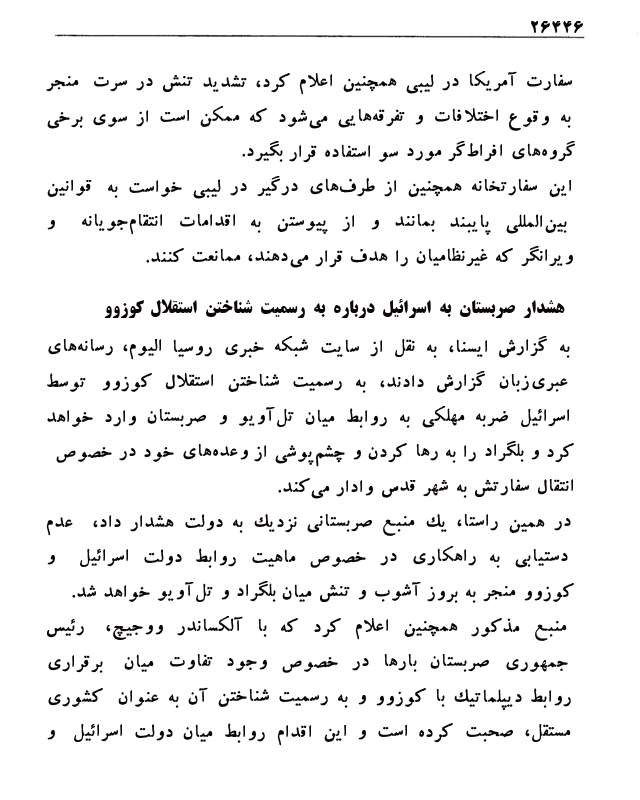 ۲۶۴۴۶
سفارت آمریکا در لیبی همچنین اعلام کرد، تشدید تنش در سرت منجر
به وقوع اختلافات و تفرقه‌هایی می‌شود که ممکن است از سوی برخی
گروه‌های افراط‌گر مورد سو استفاده قرار بگیرد.
این سفارتخانه همچنین از طرف‌های درگیر در لیبی خواست به قوانین
بین‌المللی پایبند بمانند و از پیوستن به اقدامات انتقام‌جویانه و
ویرانگر که غیرنظامیان را هدف قرار می‌دهند، ممانعت کنند.
هشدار صربستان به اسرائیل درباره به رسمیت شناختن استقلال کوزوو
به گزارش ایسنا، به نقل از سایت شبکه خبری روسیا الیوم، رسانه‌های
عبری‌زبان گزارش دادند، به رسمیت شناختن استقلال کوزوو توسط
اسرائیل ضربه مهلکی به روابط میان تل‌آویو و صربستان وارد خواهد
کرد و بلگراد را به رها کردن و چشم‌پوشی از وعده‌های خود در خصوص
انتقال سفارتش به شهر قدس وادار می‌کند.
در همین راستا، یك منبع صربستانی نزدیك به دولت هشدار داد، عدم
دستیابی به راهکاری در خصوص ماهیت روابط دولت اسرائیل و
کوزوو منجر به بروز آشوب و تنش میان بلگراد و تل‌آویو خواهد شد.
منبع مذکور همچنین اعلام کرد که با آلکساندر ووجیچ، رئیس
جمهوری صربستان بارها در خصوص وجود تفاوت میان برقراری
روابط دیپلماتیك با کوزوو و به رسمیت شناختن آن به عنوان کشوری
مستقل، صحبت کرده است و این اقدام روابط میان دولت اسرائیل و